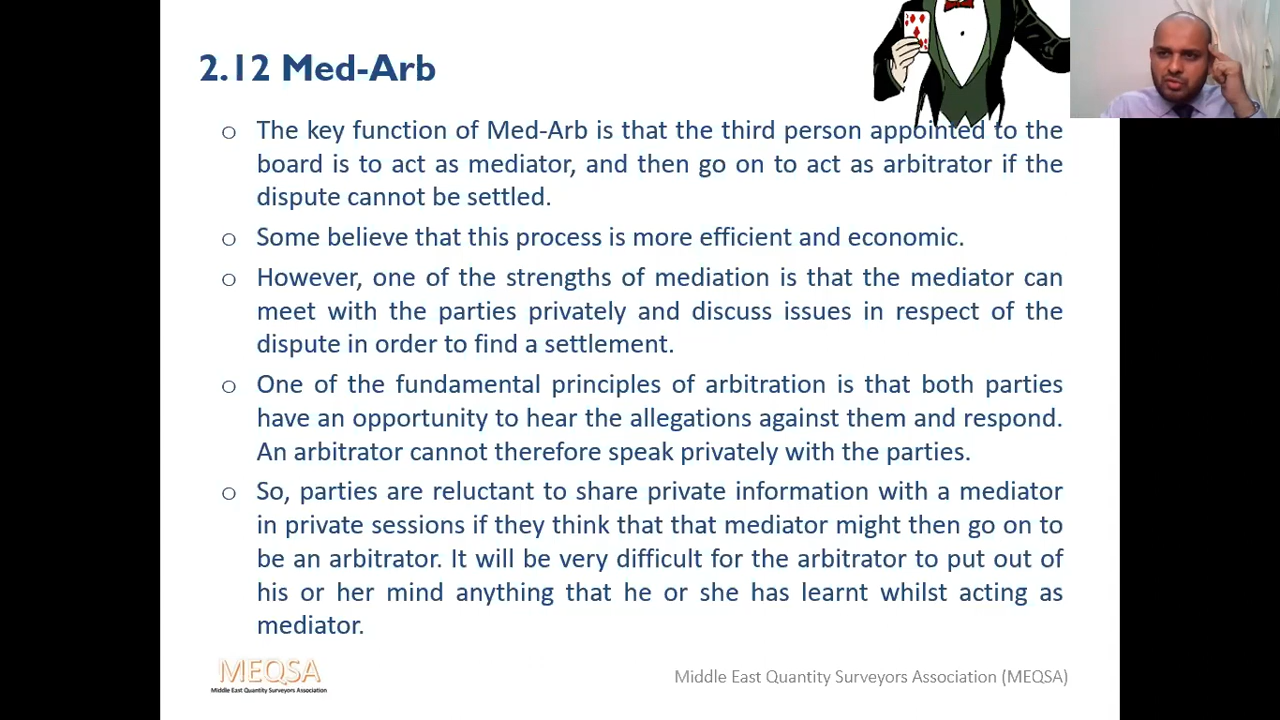 2.12 Med-Arb
o The key function of Med-Arb is that the third person appointed to the
board is to act as mediator, and then go on to act as arbitrator if the
dispute cannot be settled.
o Some believe that this process is more efficient and economic.
o However, one of the strengths of mediation is that the mediator can
meet with the parties privately and discuss issues in respect of the
dispute in order to find a settlement.
o One of the fundamental principles of arbitration is that both parties
have an opportunity to hear the allegations against them and respond.
An arbitrator cannot therefore speak privately with the parties.
o So, parties are reluctant to share private information with a mediator
in private sessions if they think that that mediator might then go on to
be an arbitrator. It will be very difficult for the arbitrator to put out of
his or her mind anything that he or she has learnt whilst acting as
mediator.
MEQSA
Middle East Quantity Surveyors Association
Middle East Quantity Surveyors Association (MEQSA)